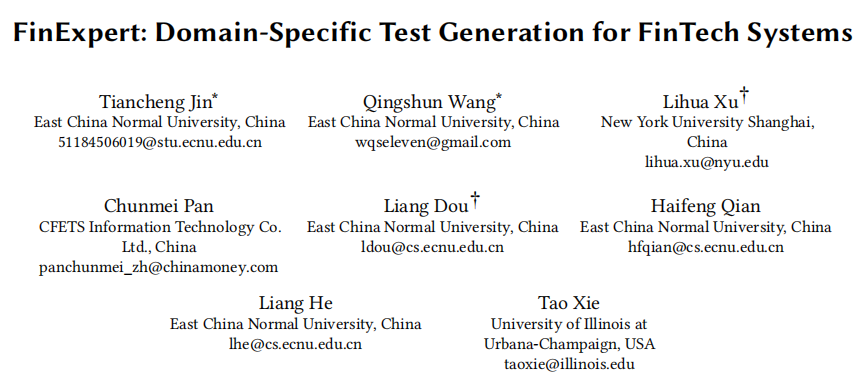 FinExpert: Domain-Specific Test Generation for FinTech Systems
Tiancheng Jin*
East China Normal University, China
51184506019@stu.ecnu.edu.cn
Qingshun Wang*
East China Normal University, China
wqseleven@gmail.com
Lihua Xu†
New York University Shanghai,
China
lihua.xu@nyu.edu
Chunmei Pan
CFETS Information Technology Co.
Ltd., China
panchunmei_zh@chinamoney.com
Liang Dou†
East China Normal University, China
ldou@cs.ecnu.edu.cn
Haifeng Qian
East China Normal University, China
hfqian@cs.ecnu.edu.cn
Liang He
East China Normal University, China
lhe@cs.ecnu.edu.cn
Tao Xie
University of Illinois at
Urbana-Champaign, USA
taoxie@illinois.edu